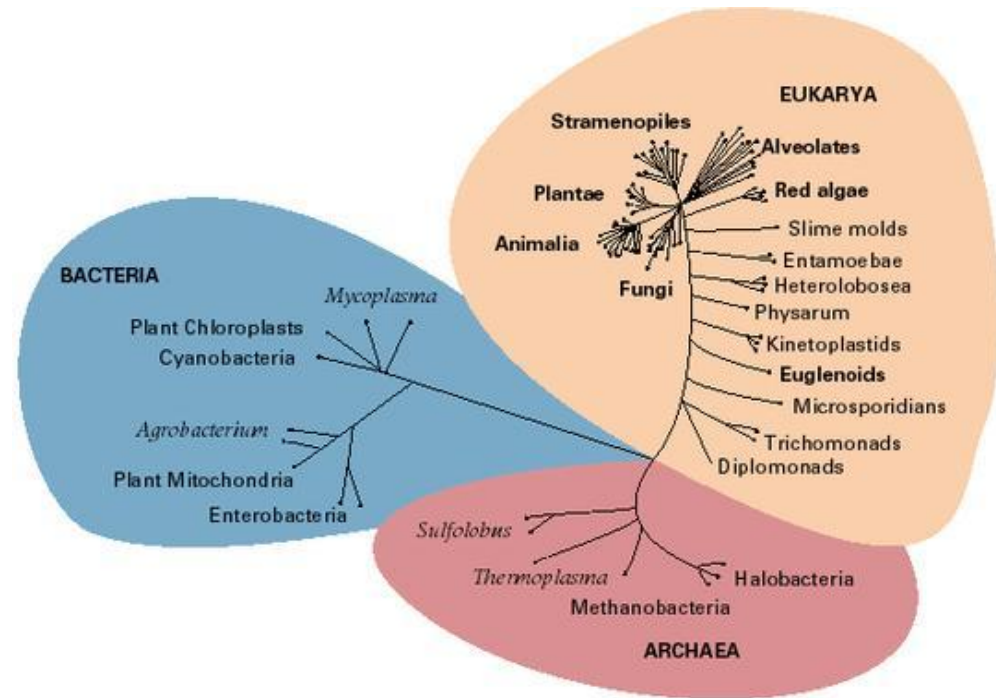 EUKARYA
Stramenopiles
Alveolates
Plantae
Red algae
Animalia
Slime molds
Entamoebae
Fungi
Heterolobosea
Physarum
Kinetoplastids
Euglenoids
Microsporidians
Trichomonads
Diplomonads
BACTERIA
Mycoplasma
Plant Chloroplasts
Cyanobacteria
Agrobacterium
Plant Mitochondria
Enterobacteria
Sulfolobus
Thermoplasma
Halobacteria
Methanobacteria
ARCHAEA